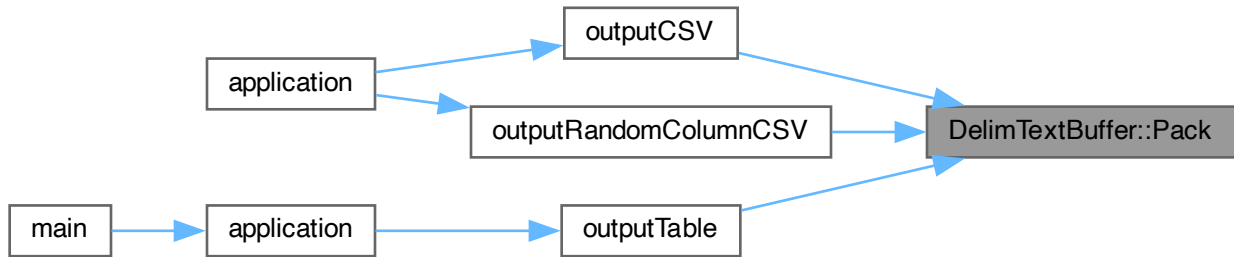 outputCSV
application
outputRandomColumnCSV
DelimTextBuffer::Pack
main
application
outputTable